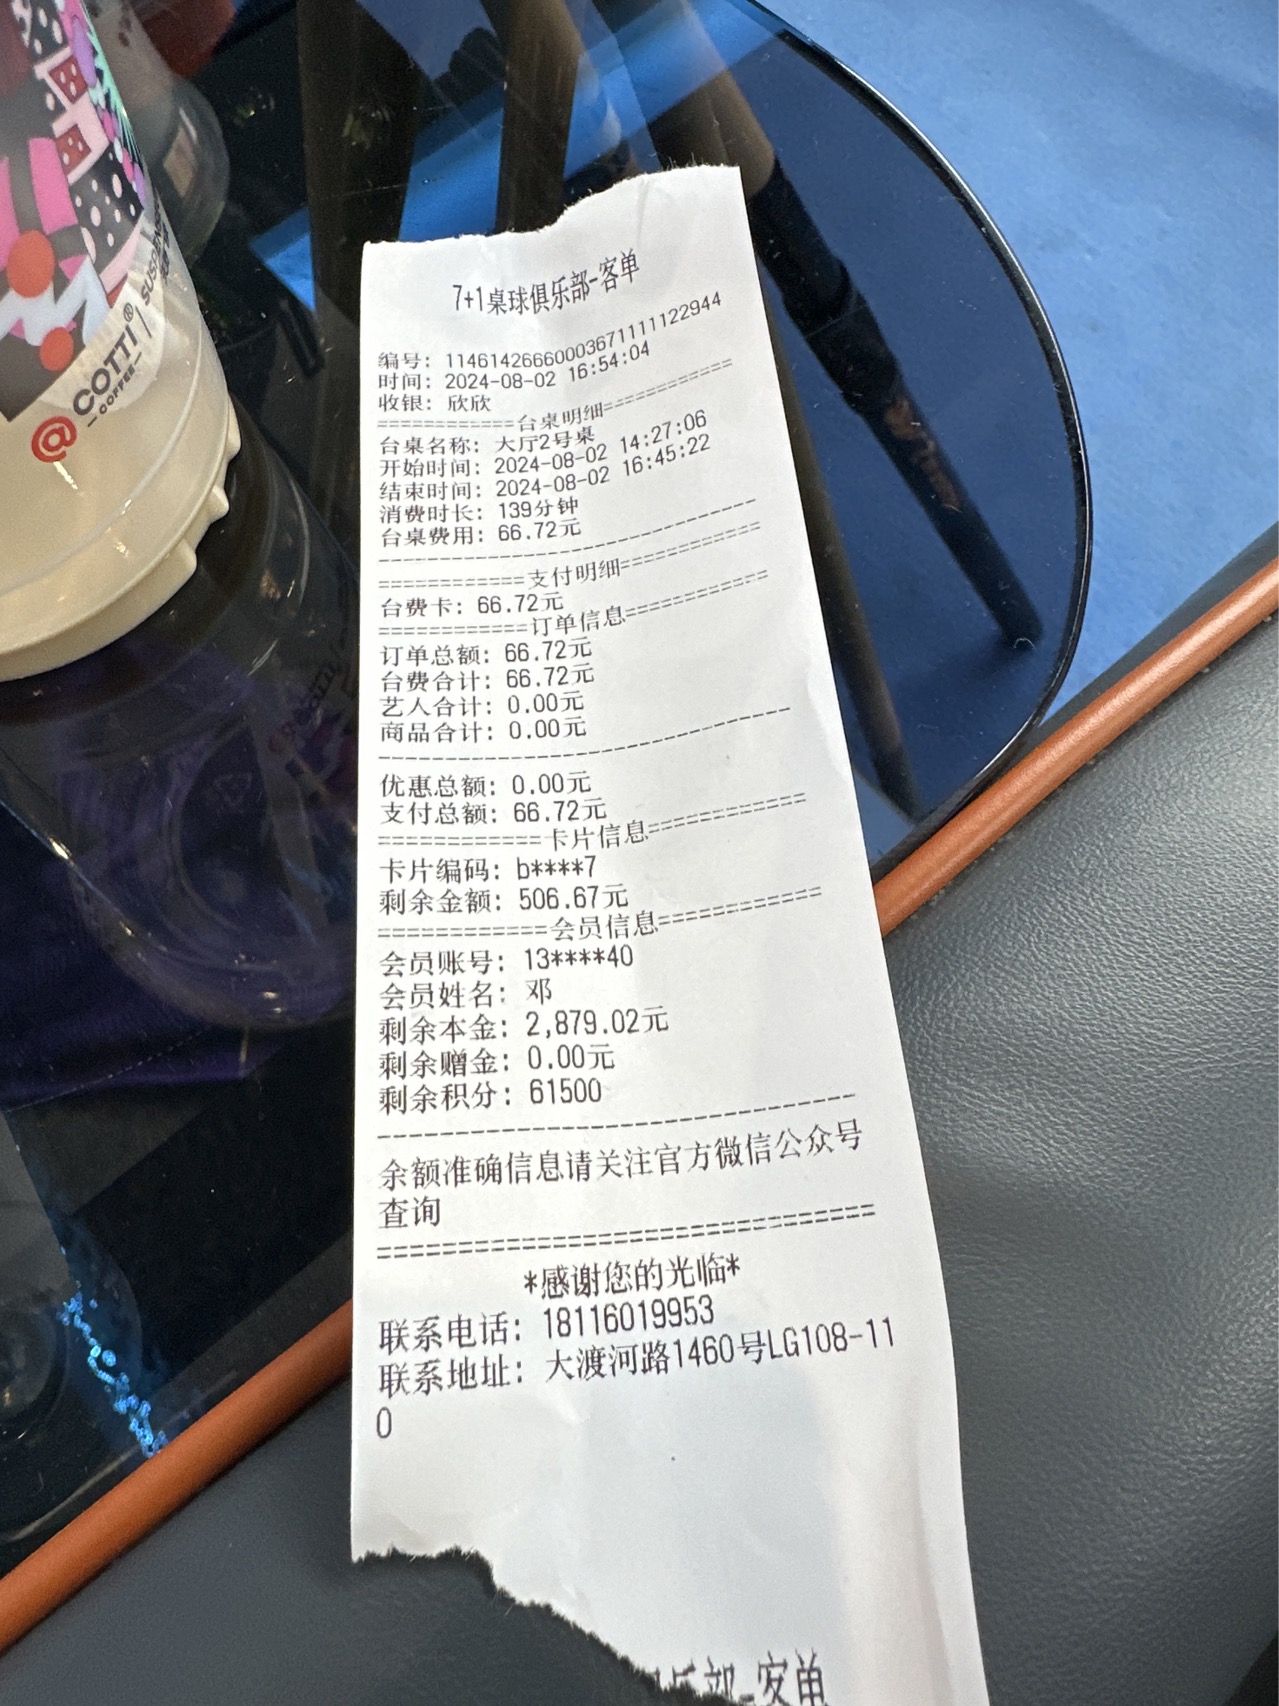 7+1桌球俱乐部-客单
编号: 11461426660003671111122944
时间: 2024-08-02 16:54:04
收银: 欣欣
============台桌明细============
台桌名称: 大厅2号桌
开始时间: 2024-08-02 14:27:06
结束时间: 2024-08-02 16:45:22
消费时长: 139分钟
台桌费用: 66.72元
--------------------------------
============支付明细============
台费卡: 66.72元
============订单信息============
订单总额: 66.72元
台费合计: 66.72元
艺人合计: 0.00元
商品合计: 0.00元
--------------------------------
优惠总额: 0.00元
支付总额: 66.72元
============卡片信息============
卡片编码: b****7
剩余金额: 506.67元
============会员信息============
会员账号: 13****40
会员姓名: 邓
剩余本金: 2,879.02元
剩余赠金: 0.00元
剩余积分: 61500
--------------------------------
余额准确信息请关注官方微信公众号
查询
================================
*感谢您的光临*
联系电话: 18116019953
联系地址: 大渡河路1460号LG108-11
0
乐部-客单
@COTTI®
—COFFEE—